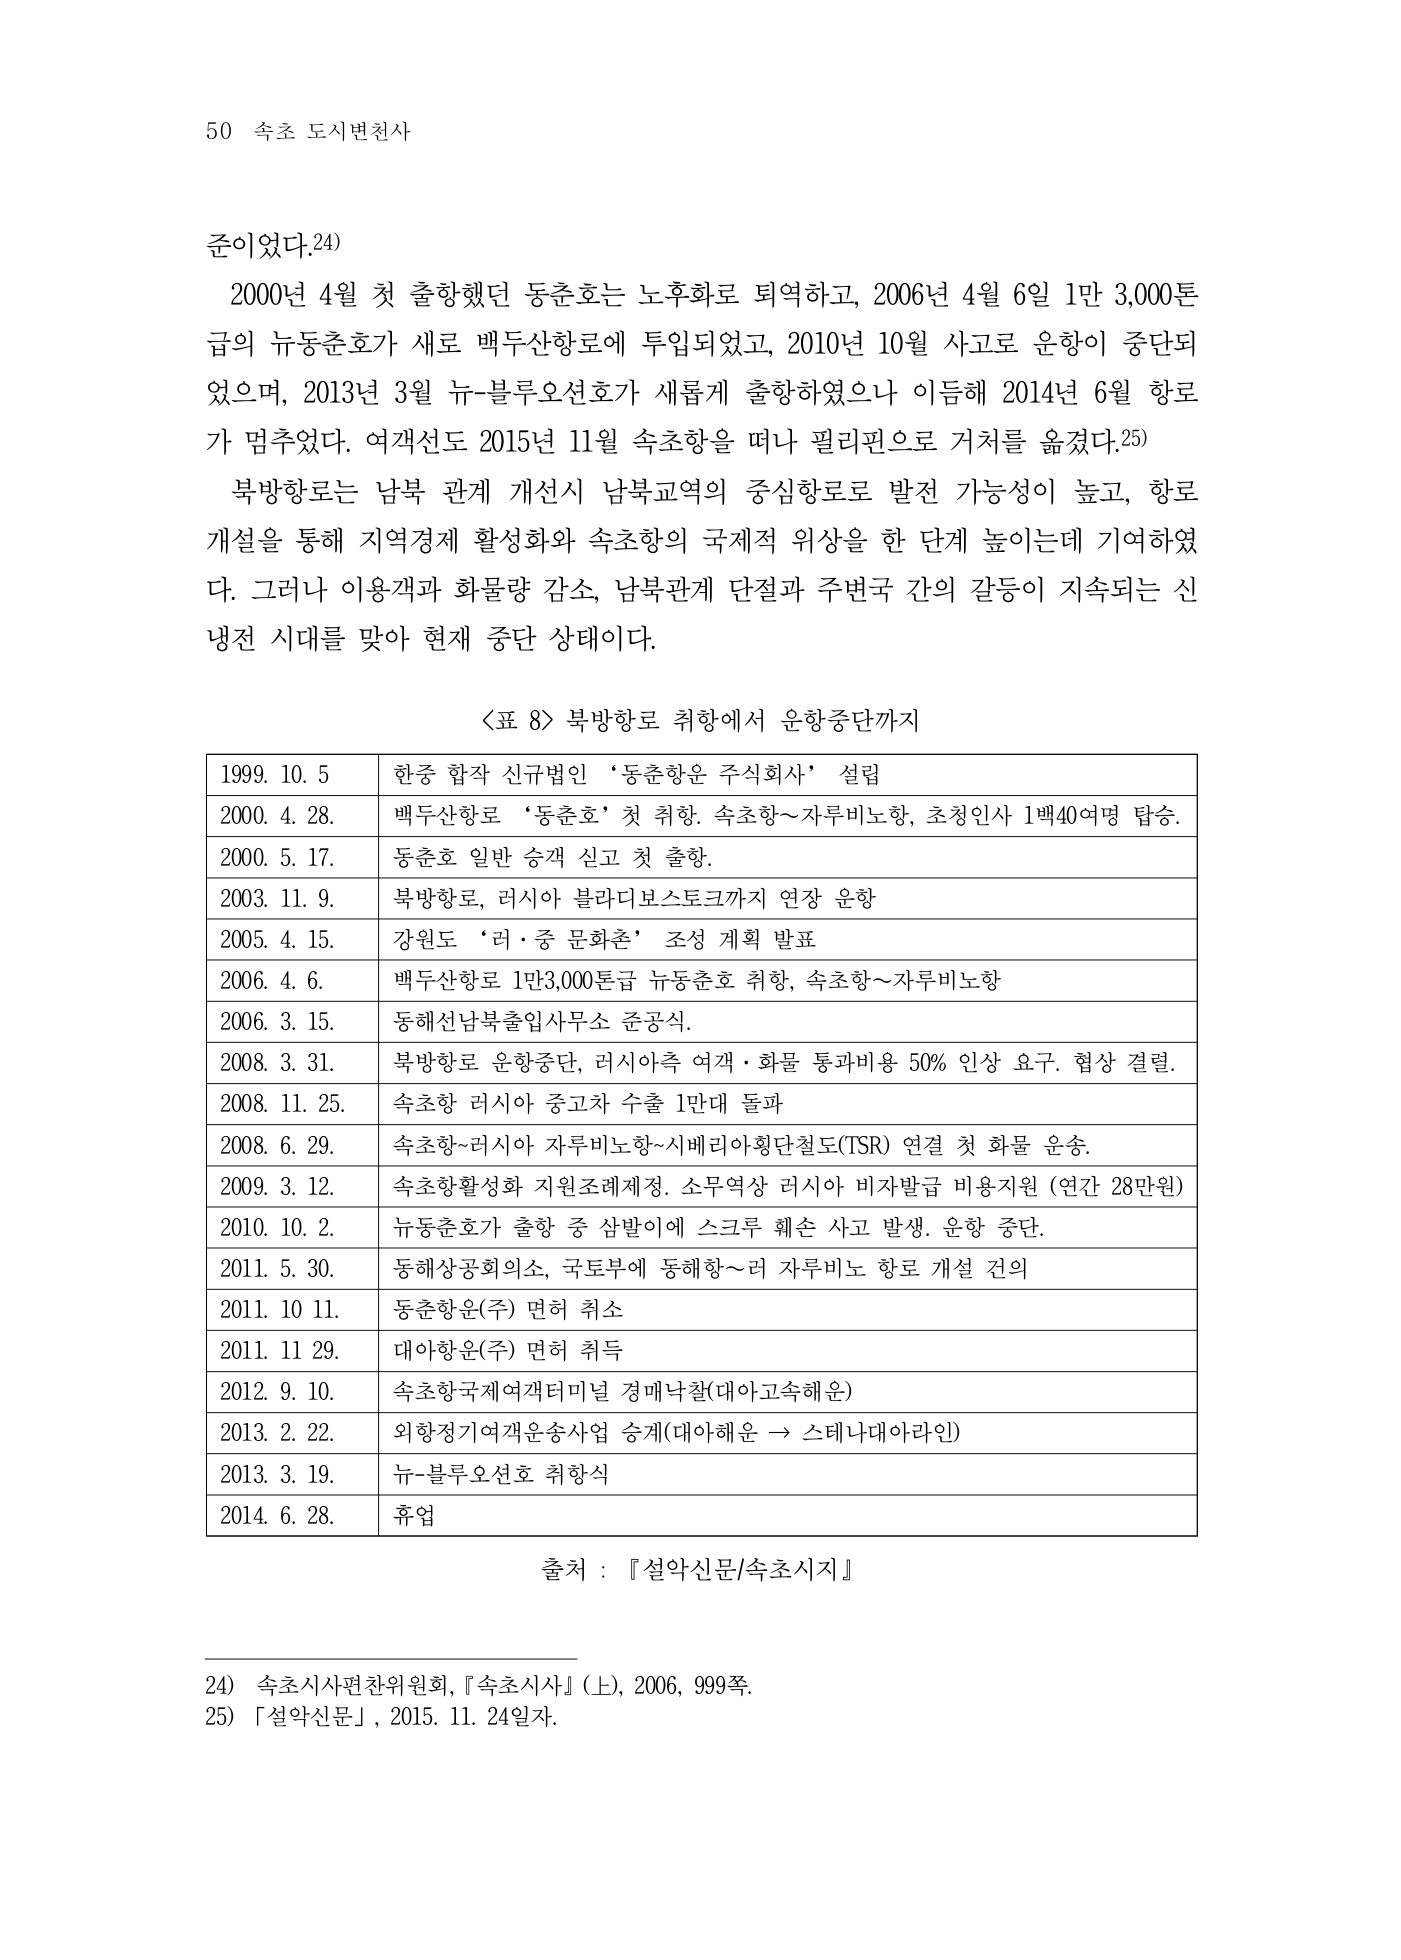 50 속초 도시변천사
준이었다.24)
2000년 4월 첫 출항했던 동춘호는 노후화로 퇴역하고, 2006년 4월 6일 1만 3,000톤
급의 뉴동춘호가 새로 백두산항로에 투입되었고, 2010년 10월 사고로 운항이 중단되
었으며, 2013년 3월 뉴-블루오션호가 새롭게 출항하였으나 이듬해 2014년 6월 항로
가 멈추었다. 여객선도 2015년 11월 속초항을 떠나 필리핀으로 거처를 옮겼다.25)
북방항로는 남북 관계 개선시 남북교역의 중심항로로 발전 가능성이 높고, 항로
개설을 통해 지역경제 활성화와 속초항의 국제적 위상을 한 단계 높이는데 기여하였
다. 그러나 이용객과 화물량 감소, 남북관계 단절과 주변국 간의 갈등이 지속되는 신
냉전 시대를 맞아 현재 중단 상태이다.
<표 8> 북방항로 취항에서 운항중단까지
1999. 10. 5 한중 합작 신규법인 ‘동춘항운 주식회사’ 설립
2000. 4. 28. 백두산항로 ‘동춘호’ 첫 취항. 속초항～자루비노항, 초청인사 1백40여명 탑승.
2000. 5. 17. 동춘호 일반 승객 싣고 첫 출항.
2003. 11. 9. 북방항로, 러시아 블라디보스토크까지 연장 운항
2005. 4. 15. 강원도 ‘러・중 문화촌’ 조성 계획 발표
2006. 4. 6. 백두산항로 1만3,000톤급 뉴동춘호 취항, 속초항～자루비노항
2006. 3. 15. 동해선남북출입사무소 준공식.
2008. 3. 31. 북방항로 운항중단, 러시아측 여객・화물 통과비용 50% 인상 요구. 협상 결렬.
2008. 11. 25. 속초항 러시아 중고차 수출 1만대 돌파
2008. 6. 29. 속초항~러시아 자루비노항~시베리아횡단철도(TSR) 연결 첫 화물 운송.
2009. 3. 12. 속초항활성화 지원조례제정. 소무역상 러시아 비자발급 비용지원 (연간 28만원)
2010. 10. 2. 뉴동춘호가 출항 중 삼발이에 스크루 훼손 사고 발생. 운항 중단.
2011. 5. 30. 동해상공회의소, 국토부에 동해항～러 자루비노 항로 개설 건의
2011. 10 11. 동춘항운(주) 면허 취소
2011. 11 29. 대아항운(주) 면허 취득
2012. 9. 10. 속초항국제여객터미널 경매낙찰(대아고속해운)
2013. 2. 22. 외항정기여객운송사업 승계(대아해운 → 스테나대아라인)
2013. 3. 19. 뉴-블루오션호 취항식
2014. 6. 28. 휴업
출처 : 『설악신문/속초시지』
24) 속초시사편찬위원회,『속초시사』(上), 2006, 999쪽.
25) 「설악신문」, 2015. 11. 24일자.